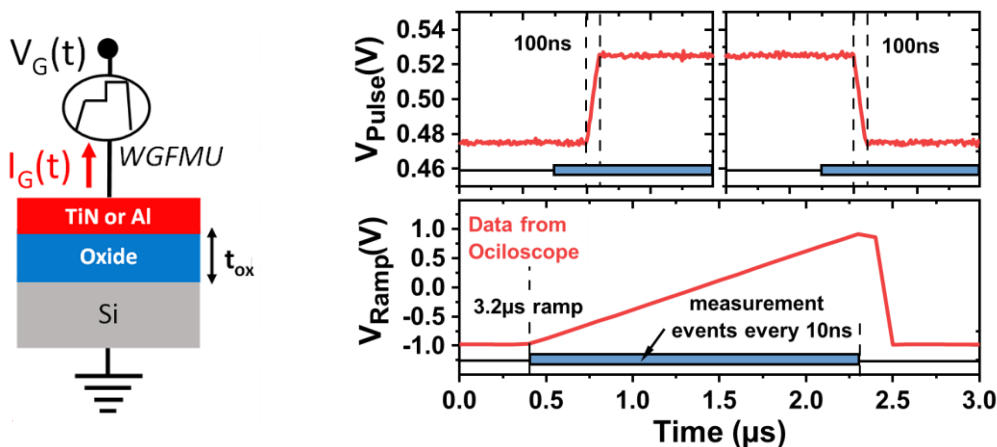 V_G(t)
WGFMU
I_G(t)
TiN or Al
Oxide
t_ox
Si
V_Pulse(V)
0.54
0.52
0.50
0.48
0.46
100ns
100ns
V_Ramp(V)
1.0
0.5
0.0
-0.5
-1.0
Data from
Ociloscope
3.2µs ramp
measurement
events every 10ns
0.0 0.5 1.0 1.5 2.0 2.5 3.0
Time (µs)